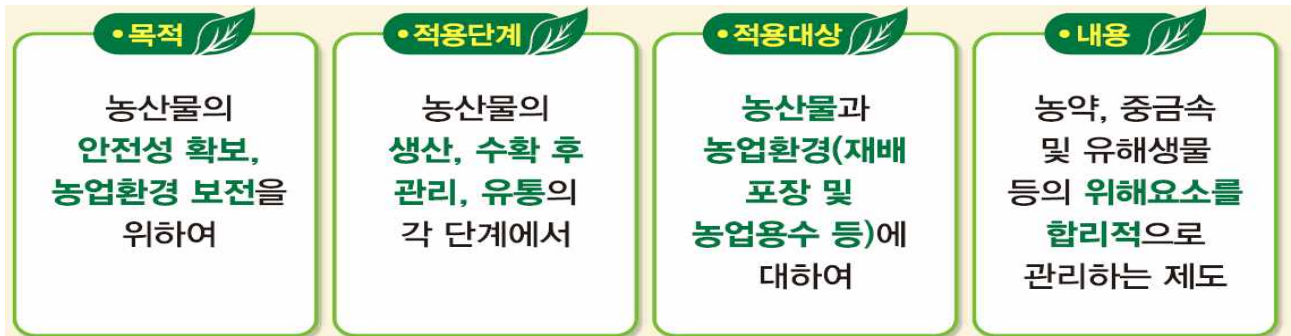 •목적
농산물의
안전성 확보,
농업환경 보전을
위하여
•적용단계
농산물의
생산, 수확 후
관리, 유통의
각 단계에서
•적용대상
농산물과
농업환경(재배
포장 및
농업용수 등)에
대하여
•내용
농약, 중금속
및 유해생물
등의 위해요소를
합리적으로
관리하는 제도